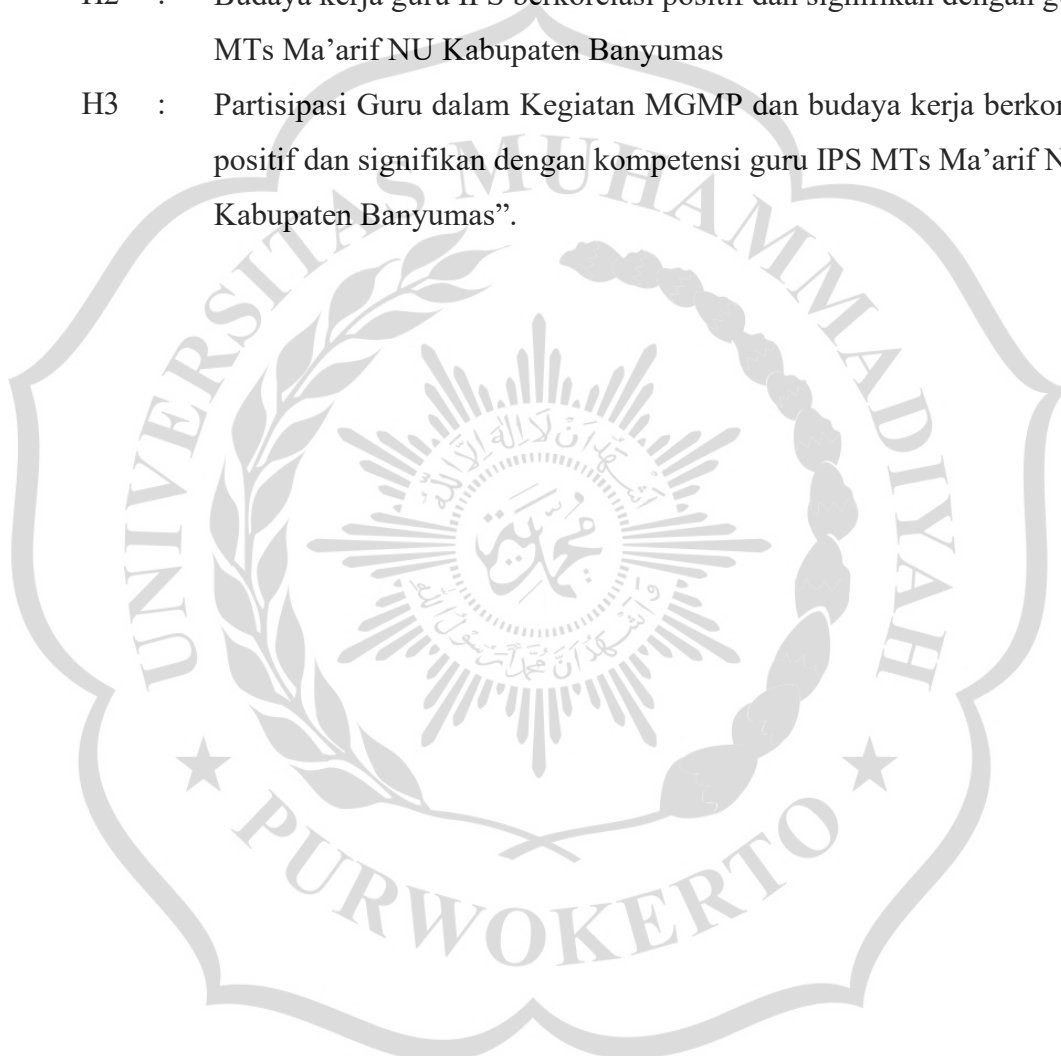 H2 : Budaya kerja guru IPS berkorelasi positif dan signifikan dengan
MTs Ma’arif NU Kabupaten Banyumas
H3 : Partisipasi Guru dalam Kegiatan MGMP dan budaya kerja
positif dan signifikan dengan kompetensi guru IPS MTs Ma’arif
Kabupaten Banyumas”.
UNIVERSITAS MUHAMMADIYAH
PURWOKERTO